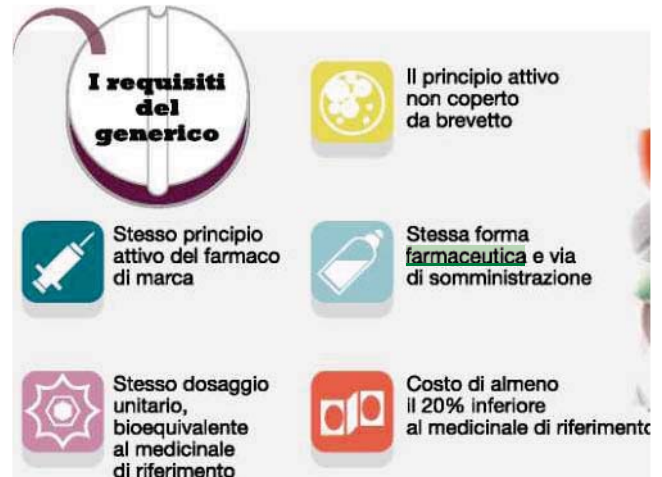 I requisiti
del
generico
Il principio attivo
non coperto
da brevetto
Stesso principio
attivo del farmaco
di marca
Stessa forma
farmaceutica e via
di somministrazione
Stesso dosaggio
unitario,
bioequivalente
al medicinale
di riferimento
Costo di almeno
il 20% inferiore
al medicinale di riferimento